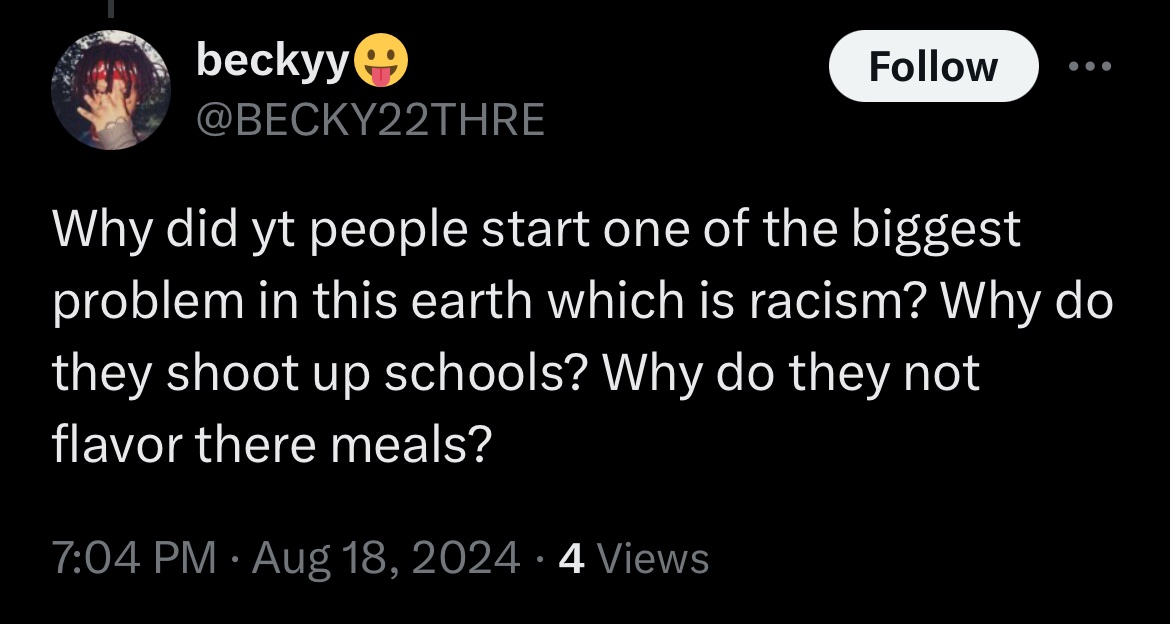 beckyy😛
@BECKY22THRE
Follow
Why did yt people start one of the biggest
problem in this earth which is racism? Why do
they shoot up schools? Why do they not
flavor there meals?
7:04 PM · Aug 18, 2024 · 4 Views